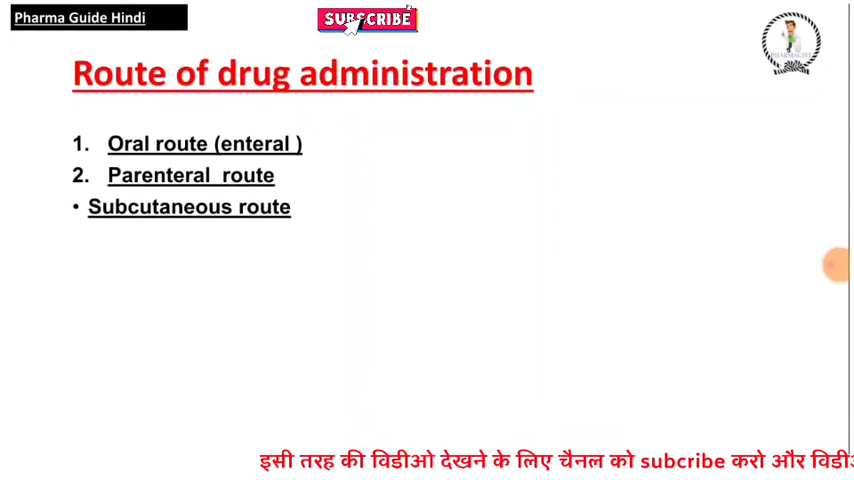 Pharma Guide Hindi
SUBSCRIBE
PHARMALIST
Route of drug administration
1. Oral route (enteral )
2. Parenteral  route
• Subcutaneous route
इसी तरह की विडीओ देखने के लिए चैनल को subcribe करो और